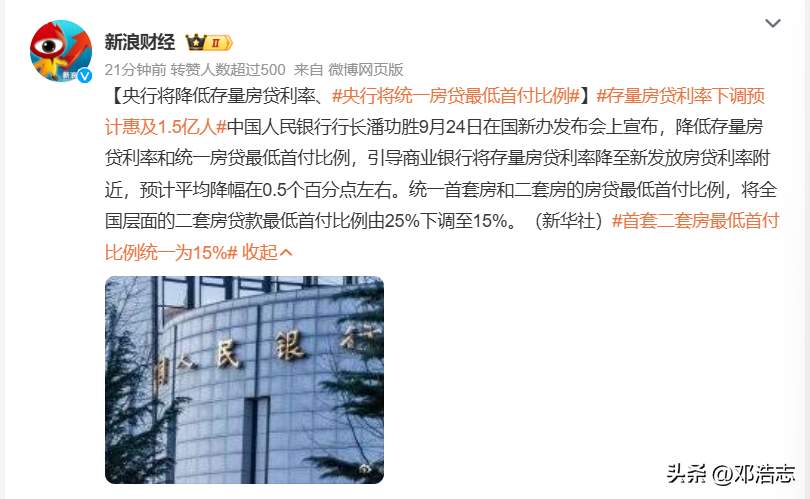 新浪财经 II
21分钟前 转赞人数超过500 来自 微博网页版
【央行将降低存量房贷利率、#央行将统一房贷最低首付比例#】#存量房贷利率下调预
计惠及1.5亿人#中国人民银行行长潘功胜9月24日在国新办发布会上宣布，降低存量房
贷利率和统一房贷最低首付比例，引导商业银行将存量房贷利率降至新发放房贷利率附
近，预计平均降幅在0.5个百分点左右。统一首套房和二套房的房贷最低首付比例，将全
国层面的二套房贷款最低首付比例由25%下调至15%。（新华社）#首套二套房最低首付
比例统一为15%# 收起
国人民银行
头条 @邓浩志